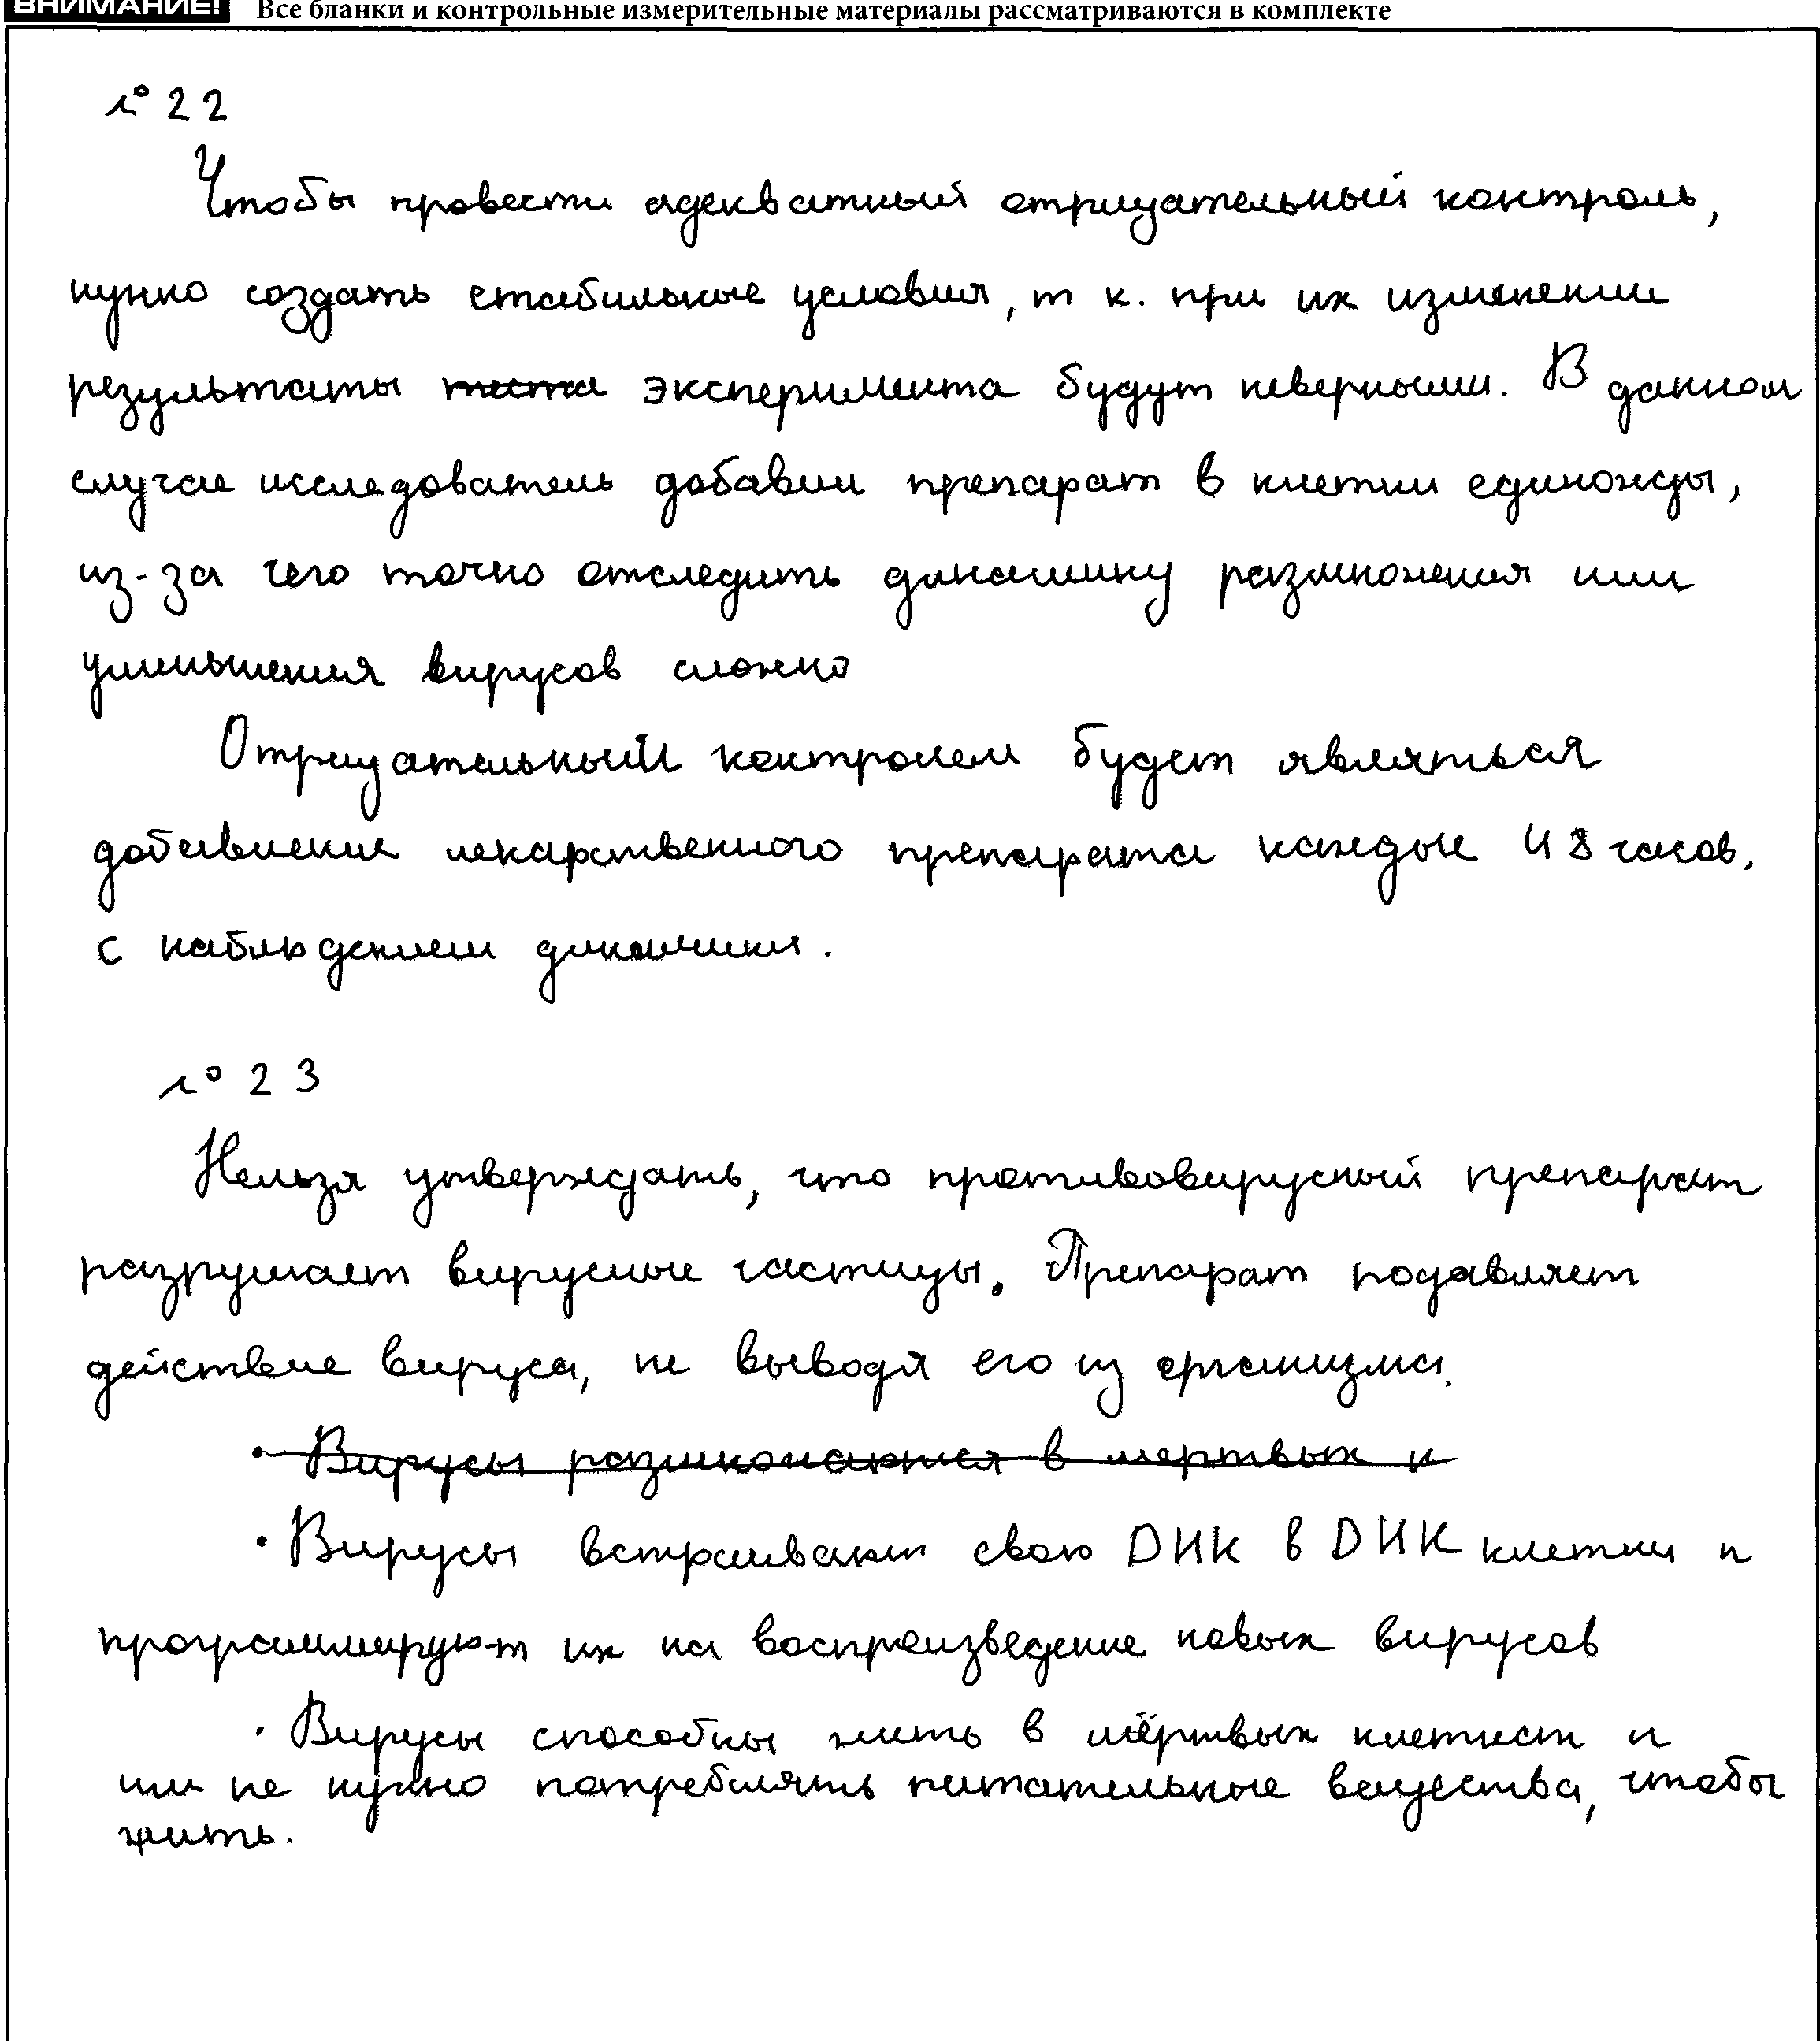 ВНИМАНИЕ! Все бланки и контрольные измерительные материалы рассматриваются в комплекте
№ 22
Чтобы провести адекватный отрицательный контроль,
нужно создать стабильные условия, т к. при их изменении
результаты теста эксперимента будут неверными. В данном
случае исследователь добавил препарат в клетки единожды,
из-за чего точно отследить динамику размножения или
уменьшения вирусов сложно
Отрицательный контролем будет являться
добавление лекарственного препарата каждые 48 часов,
с наблюдением динамики.
№ 23
Нельзя утверждать, что противовирусный препарат
разрушает вирусные частицы. Препарат подавляет
действие вируса, не выводя его из организма.
· Вирусы размножаются в мертвых к
· Вирусы встраивают свою ДНК в ДНК клетки и
программируют их на воспроизведение новых вирусов
· Вирусы способны жить в мёртвых клетках и
им не нужно потреблять питательные вещества, чтобы
жить.